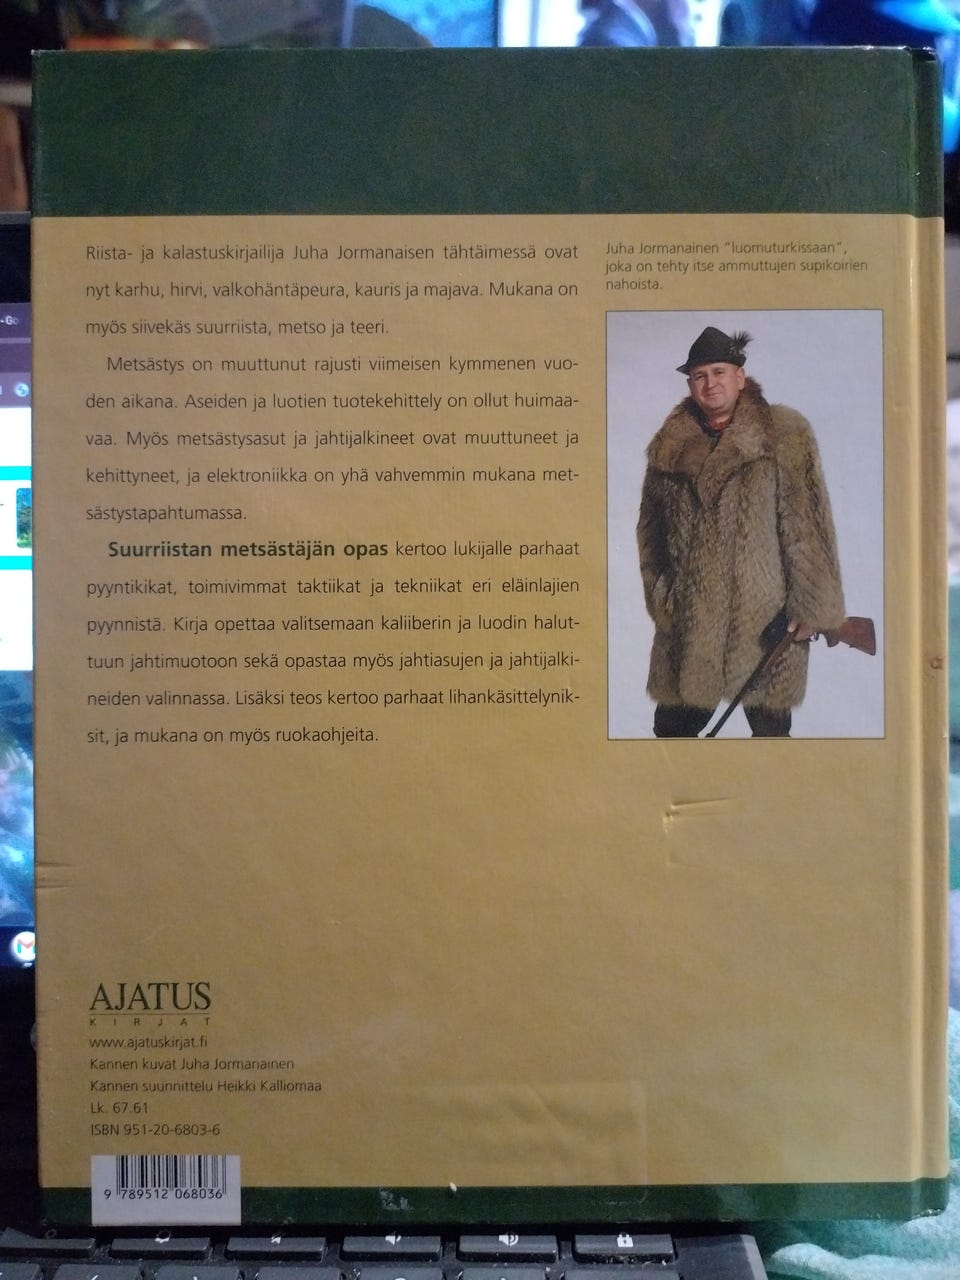 Riista- ja kalastuskirjailija Juha Jormanaisen tähtäimessä ovat
nyt karhu, hirvi, valkohäntäpeura, kauris ja majava. Mukana on
myös siivekäs suurriista, metso ja teeri.
Metsästys on muuttunut rajusti viimeisen kymmenen vuo-
den aikana. Aseiden ja luotien tuotekehittely on ollut huimaa-
vaa. Myös metsästysasut ja jahtijalkineet ovat muuttuneet ja
kehittyneet, ja elektroniikka on yhä vahvemmin mukana met-
sästystapahtumassa.
Suurriistan metsästäjän opas kertoo lukijalle parhaat
pyyntikikat, toimivimmat taktiikat ja tekniikat eri eläinlajien
pyynnistä. Kirja opettaa valitsemaan kaliiberin ja luodin halut-
tuun jahtimuotoon sekä opastaa myös jahtiasujen ja jahtijalki-
neiden valinnassa. Lisäksi teos kertoo parhaat lihankäsittelynik-
sit, ja mukana on myös ruokaohjeita.
Juha Jormanainen "luomuturkissaan",
joka on tehty itse ammuttujen supikoirien
nahoista.
AJATUS
KIRJAT
www.ajatuskirjat.fi
Kannen kuvat Juha Jormanainen
Kannen suunnittelu Heikki Kalliomaa
Lk. 67.61
ISBN 951-20-6803-6
9 789512 068036